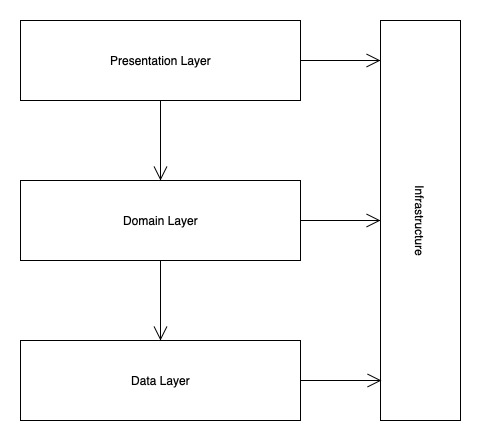 Presentation Layer
Domain Layer
Infrastructure
Data Layer